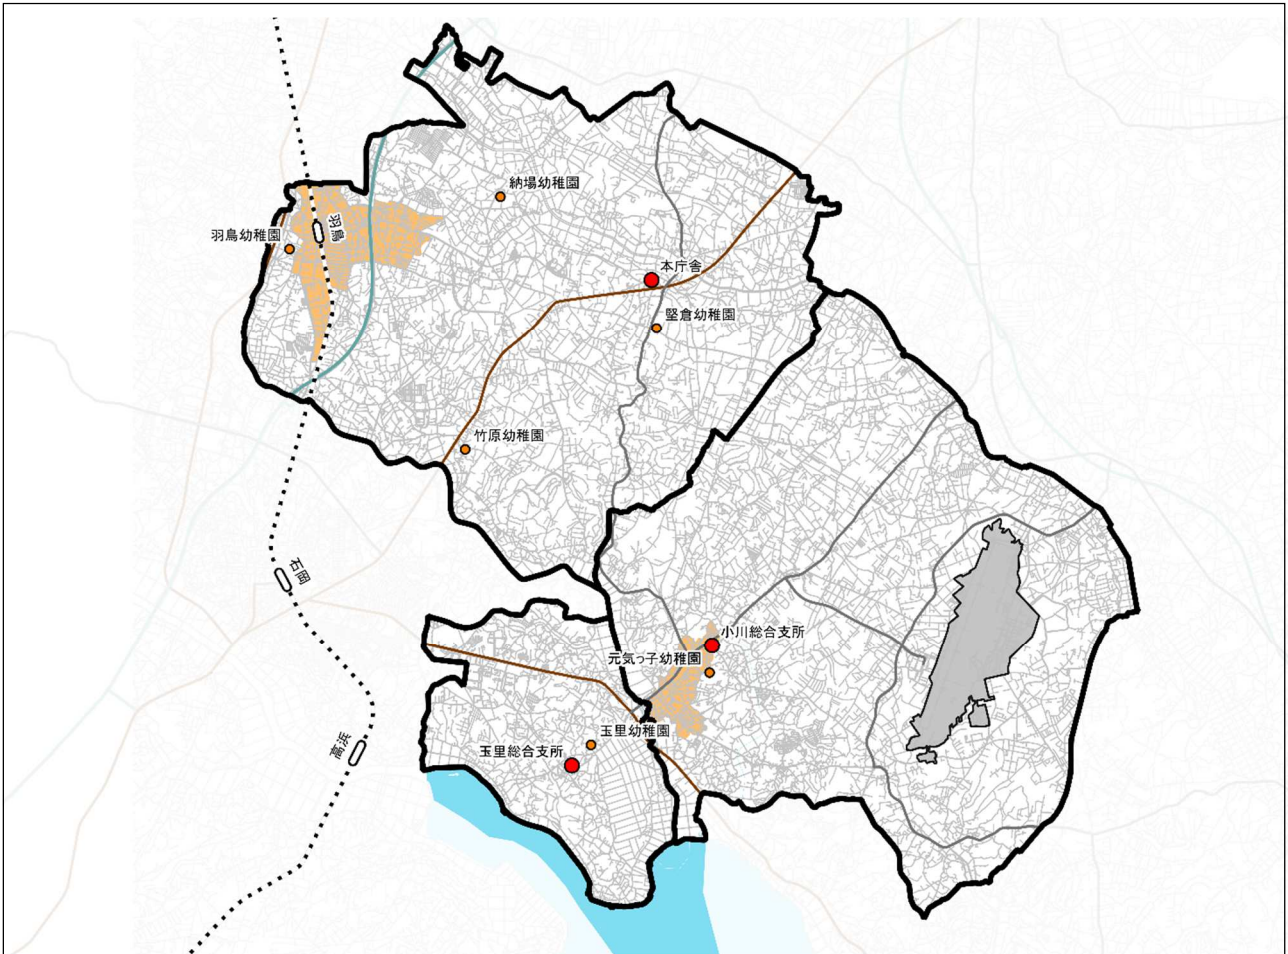 納場幼稚園
羽鳥
羽鳥幼稚園
本庁舎
堅倉幼稚園
竹原幼稚園
石岡
小川総合支所
元気っ子幼稚園
玉里幼稚園
高浜
玉里総合支所